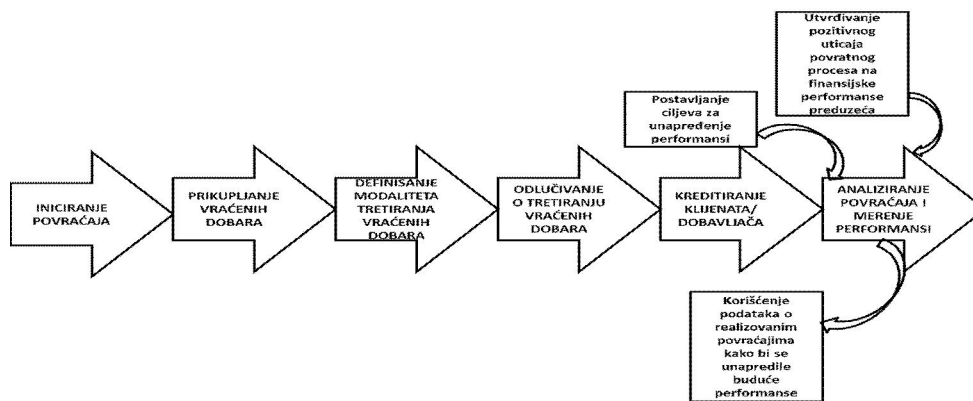 Utvrđivanje
pozitivnog
uticaja
povratnog
procesa na
finansijske
performanse
preduzeća
Postavljanje
ciljeva za
unapređenje
performansi
INICIRANJE
POVRAĆAJA
PRIKUPLJANJE
VRAĆENIH
DOBARA
DEFINISANJE
MODALITETA
TRETIRANJA
VRAĆENIH
DOBARA
ODLUČIVANJE
O TRETIRANJU
VRAĆENIH
DOBARA
KREDITIRANJE
KLIJENATA/
DOBAVLJAČA
ANALIZIRANJE
POVRAĆAJA I
MERENJE
PERFORMANSI
Korišćenje
podataka o
realizovanim
povraćajima
kako bi se
unapredile
buduće
performanse